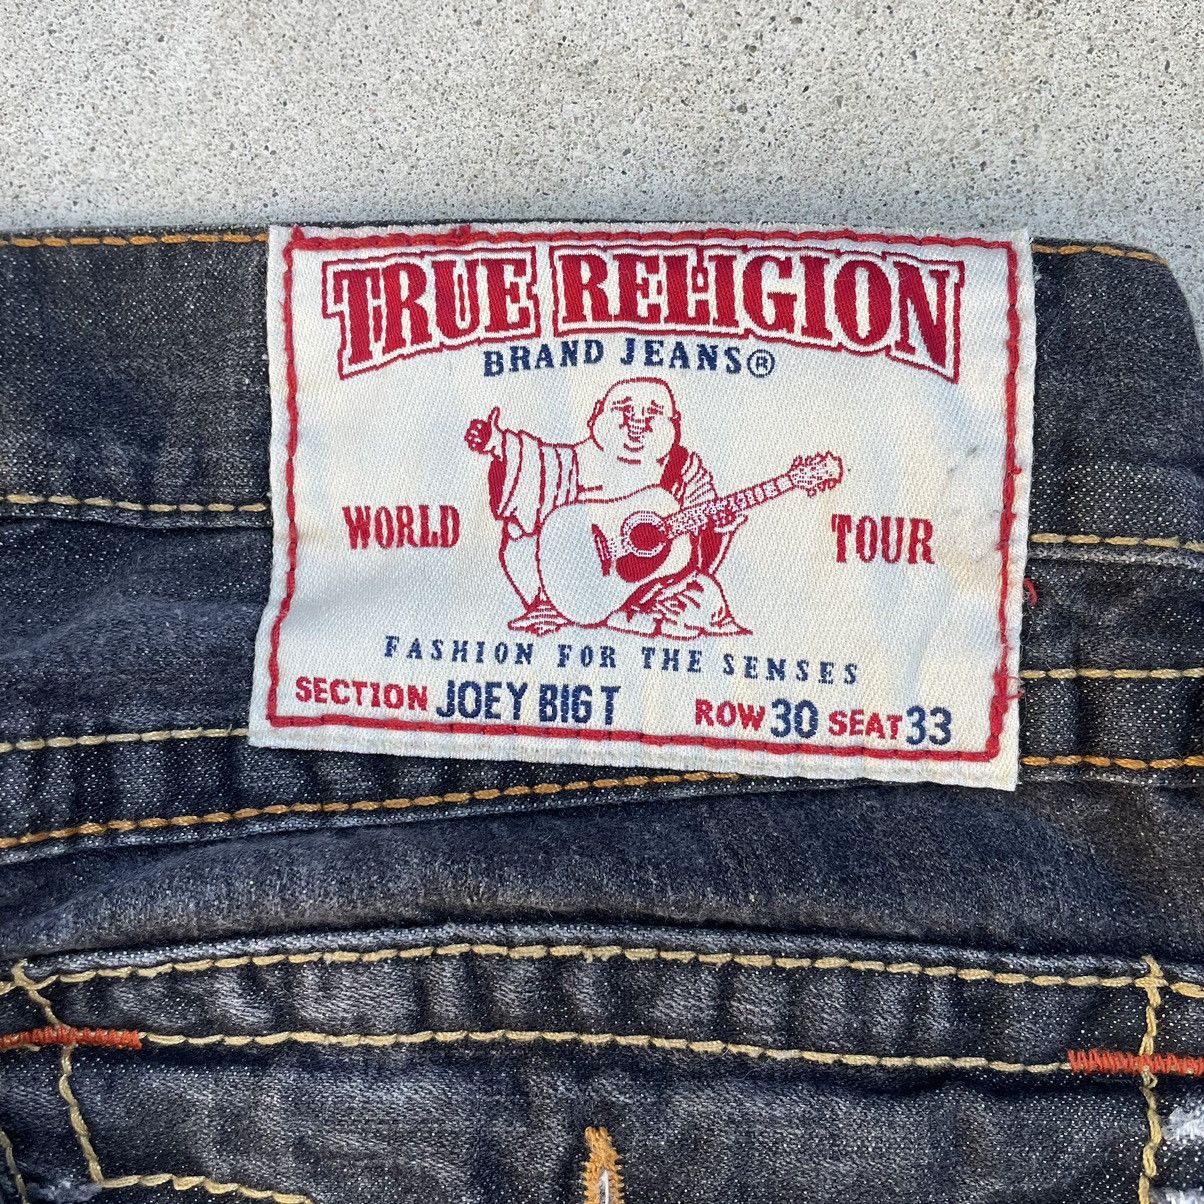 TRUE RELIGION
BRAND JEANS®
WORLD TOUR
FASHION FOR THE SENSES
SECTION JOEY BIG T ROW 30 SEAT 33